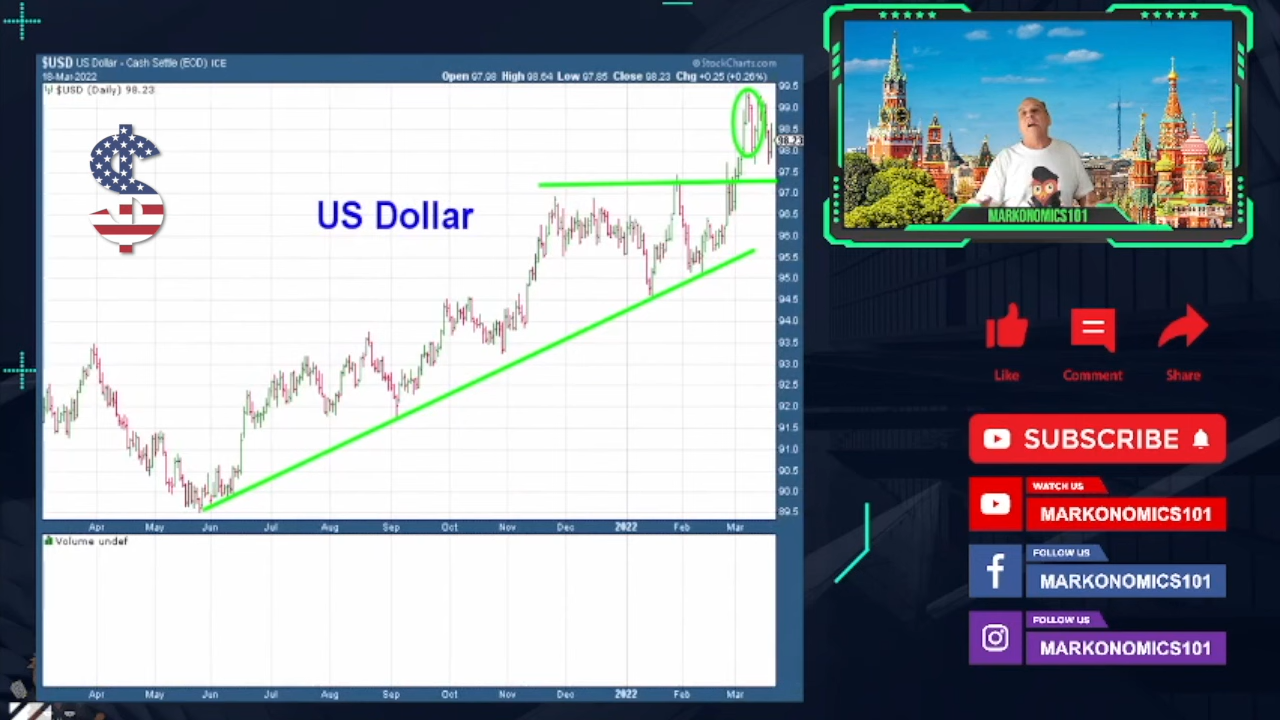 $USD US Dollar - Cash Settle (EOD) ICE
© StockCharts.com
18-Mar-2022
Open 97.98 High 98.64 Low 97.85 Close 98.23 Chg +0.25 (+0.26%)
$USD (Daily) 98.23
US Dollar
99.5
99.0
98.5
98.23
98.0
97.5
97.0
96.5
96.0
95.5
95.0
94.5
94.0
93.5
93.0
92.5
92.0
91.5
91.0
90.5
90.0
89.5
Apr May Jun Jul Aug Sep Oct Nov Dec 2022 Feb Mar
Volume undef
Apr May Jun Jul Aug Sep Oct Nov Dec 2022 Feb Mar
MARKONOMICS101
Like Comment Share
SUBSCRIBE
WATCH US
MARKONOMICS101
FOLLOW US
MARKONOMICS101
FOLLOW US
MARKONOMICS101